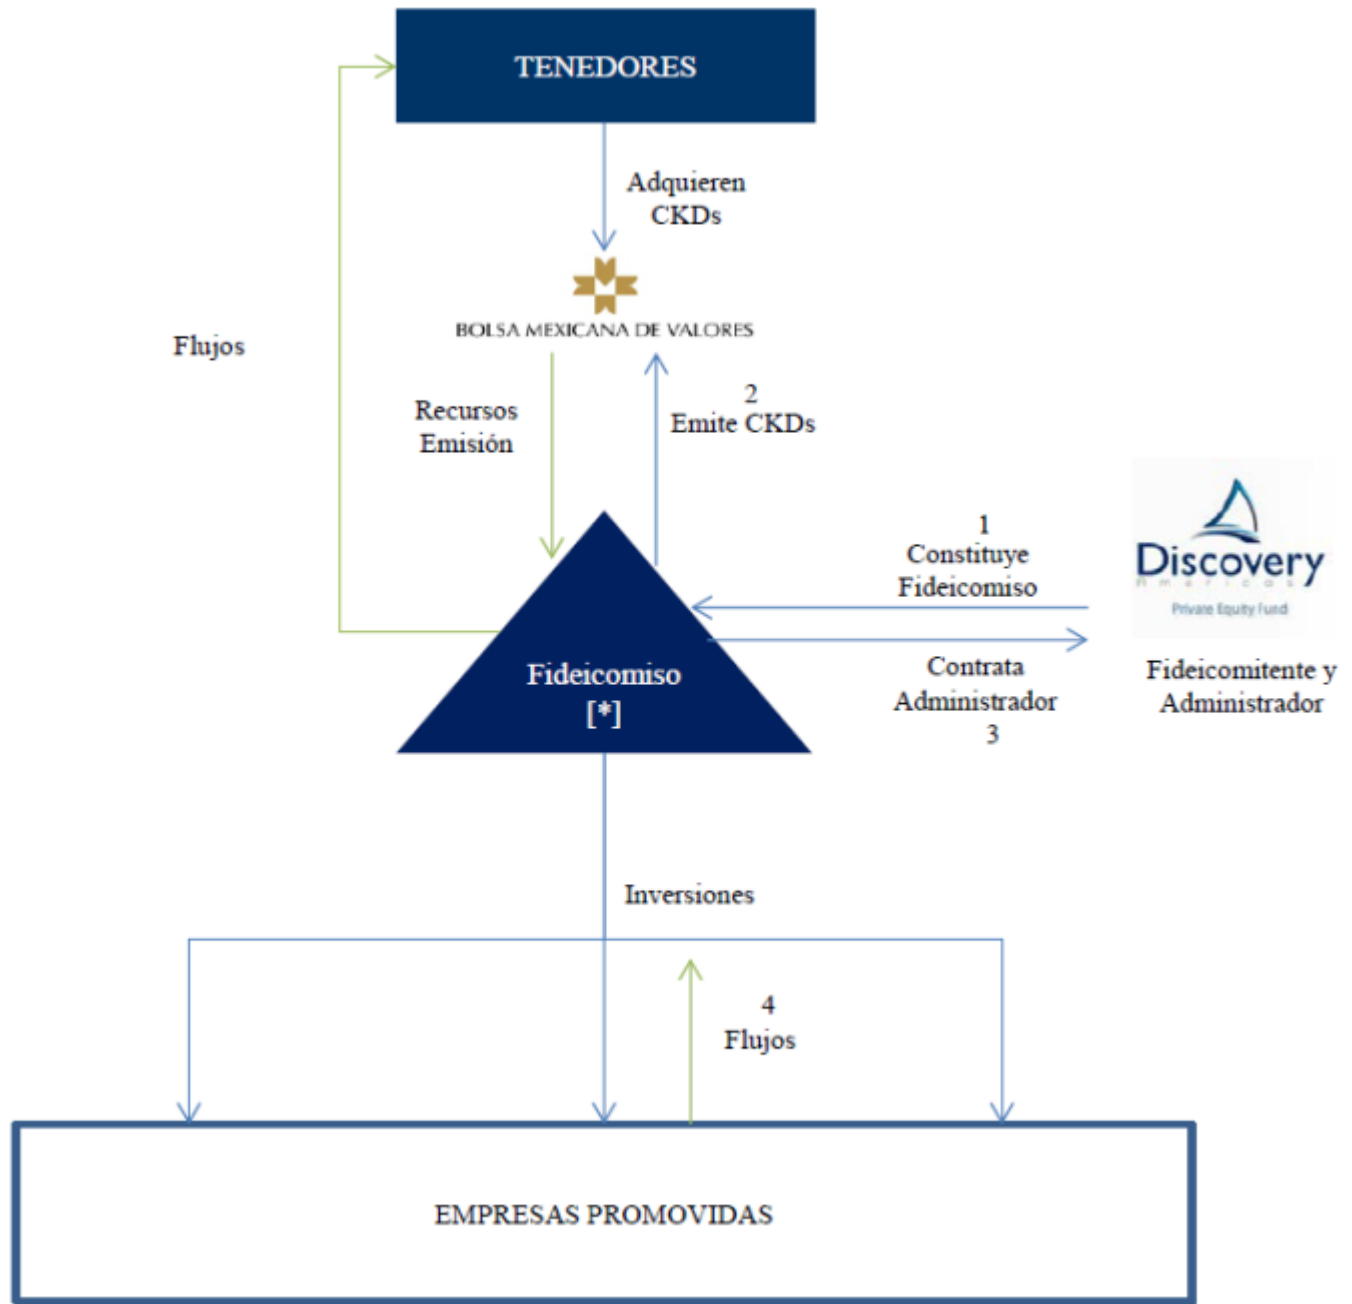 TENEDORES
Adquieren
CKDs
BOLSA MEXICANA DE VALORES
Flujos
Recursos
Emisión
2
Emite CKDs
1
Constituye
Fideicomiso
Discovery
Americas
Private Equity Fund
Fideicomitente y
Administrador
Contrata
Administrador
3
Fideicomiso
[*]
Inversiones
4
Flujos
EMPRESAS PROMOVIDAS